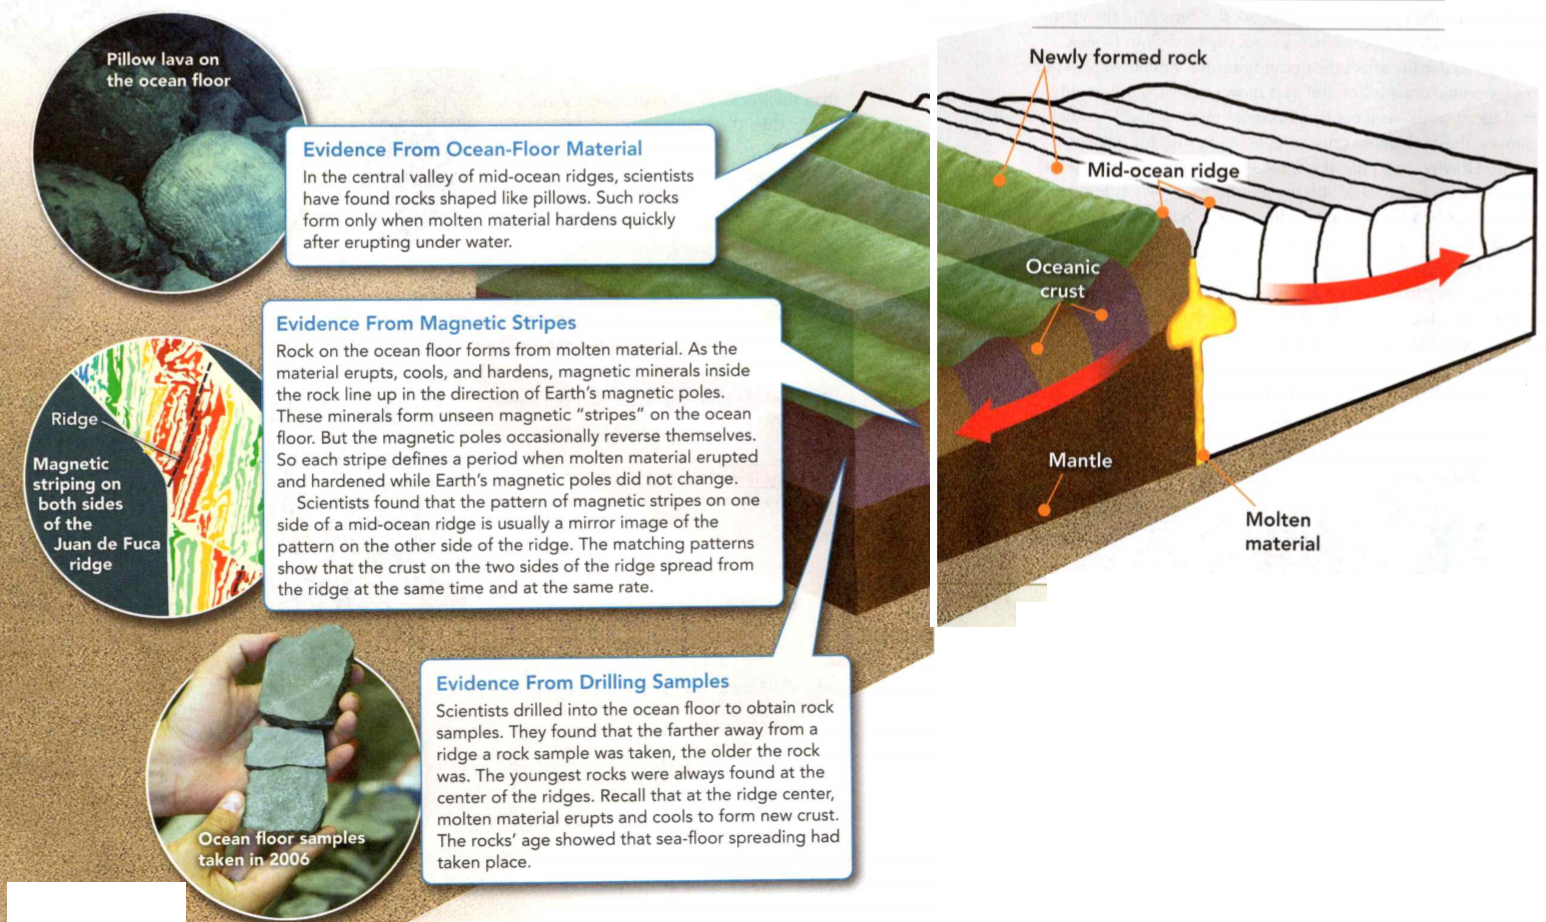 Pillow lava on
the ocean floor
Evidence From Ocean-Floor Material
In the central valley of mid-ocean ridges, scientists
have found rocks shaped like pillows. Such rocks
form only when molten material hardens quickly
after erupting under water.
Evidence From Magnetic Stripes
Rock on the ocean floor forms from molten material. As the
material erupts, cools, and hardens, magnetic minerals inside
the rock line up in the direction of Earth's magnetic poles.
These minerals form unseen magnetic "stripes" on the ocean
floor. But the magnetic poles occasionally reverse themselves.
So each stripe defines a period when molten material erupted
and hardened while Earth's magnetic poles did not change.
Scientists found that the pattern of magnetic stripes on one
side of a mid-ocean ridge is usually a mirror image of the
pattern on the other side of the ridge. The matching patterns
show that the crust on the two sides of the ridge spread from
the ridge at the same time and at the same rate.
Ridge
Magnetic
striping on
both sides
of the
Juan de Fuca
ridge
Evidence From Drilling Samples
Scientists drilled into the ocean floor to obtain rock
samples. They found that the farther away from a
ridge a rock sample was taken, the older the rock
was. The youngest rocks were always found at the
center of the ridges. Recall that at the ridge center,
molten material erupts and cools to form new crust.
The rocks' age showed that sea-floor spreading had
taken place.
Ocean floor samples
taken in 2006
Newly formed rock
Mid-ocean ridge
Oceanic
crust
Mantle
Molten
material